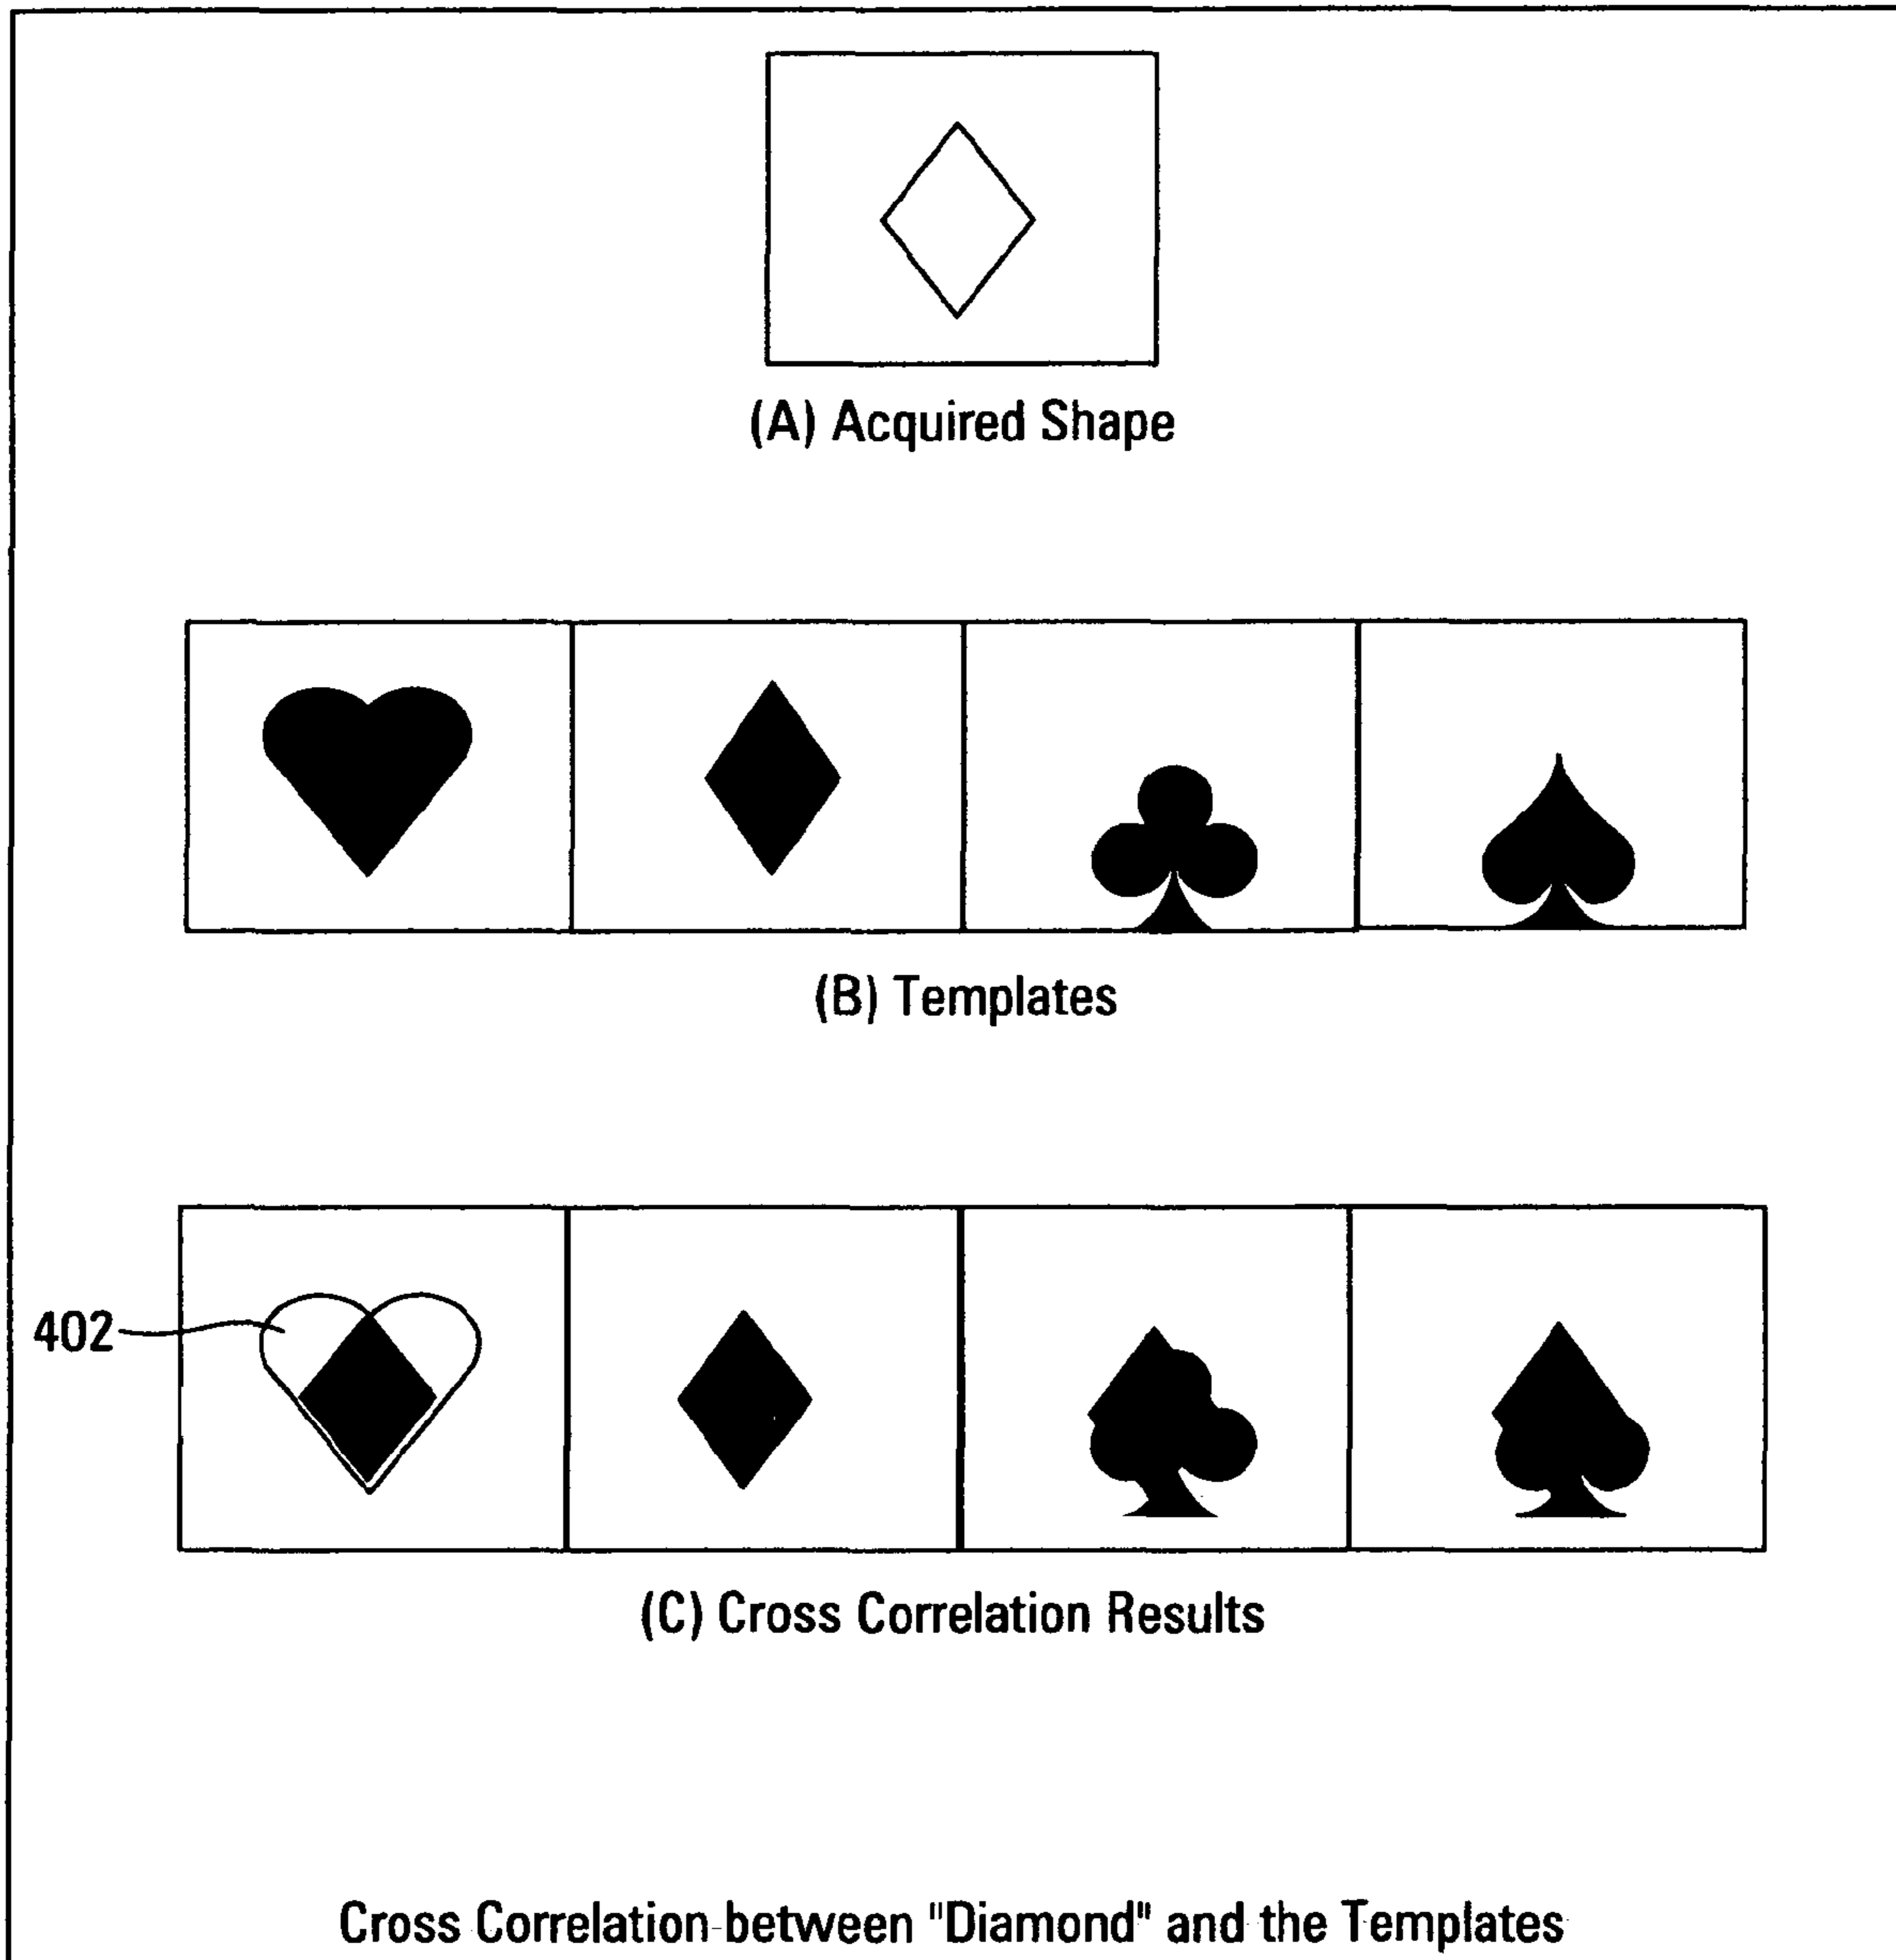 (A) Acquired Shape
(B) Templates
402
(C) Cross Correlation Results
Cross Correlation between "Diamond" and the Templates